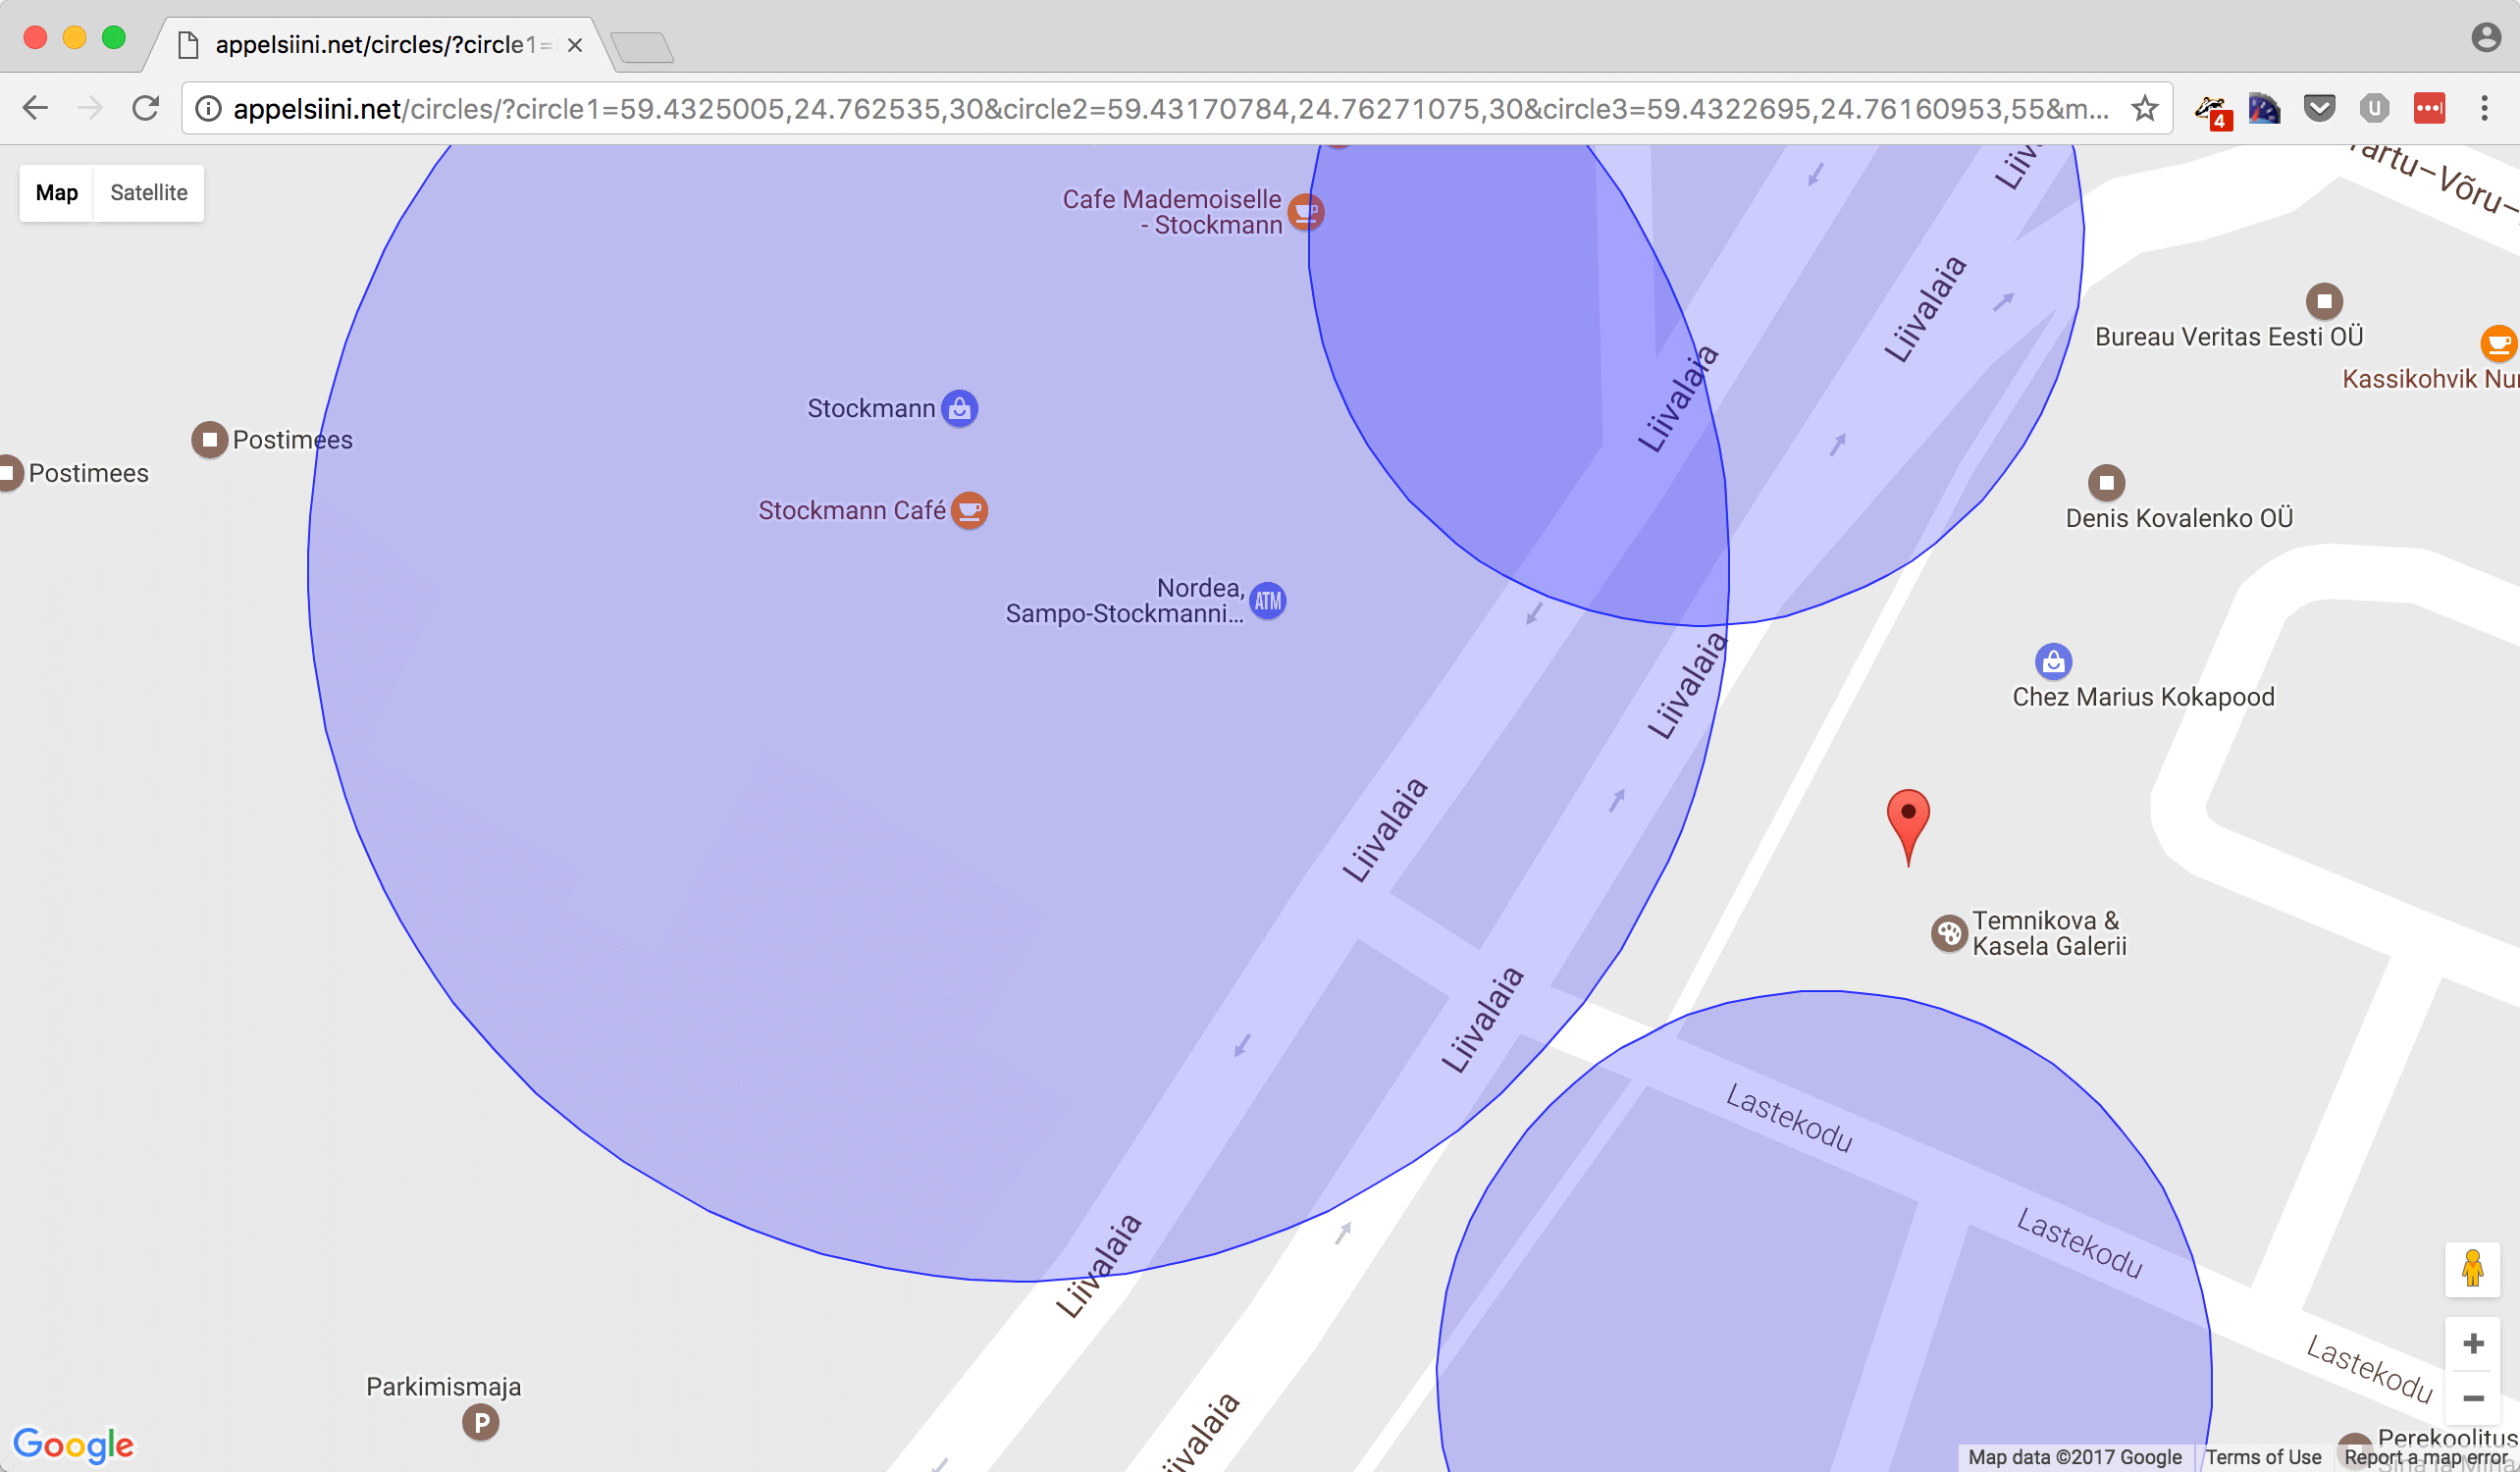 appelsiini.net/circles/?circle1=
appelsiini.net/circles/?circle1=59.4325005,24.762535,30&circle2=59.43170784,24.76271075,30&circle3=59.4322695,24.76160953,55&m...
4
Map
Satellite
Liivalaia
Tartu–Võru–
Cafe Mademoiselle
- Stockmann
Liivalaia
Bureau Veritas Eesti OÜ
Kassikohvik Nu
Liivalaia
Stockmann
Postimees
Postimees
Stockmann Café
Denis Kovalenko OÜ
Nordea,
Sampo-Stockmanni...
ATM
Liivalaia
Chez Marius Kokapood
Liivalaia
Temnikova &
Kasela Galerii
Liivalaia
Lastekodu
Lastekodu
Liivalaia
Lastekodu
Parkimismaja
P
Liivalaia
Google
Perekoolitus
Map data ©2017 Google
Terms of Use
Report a map error